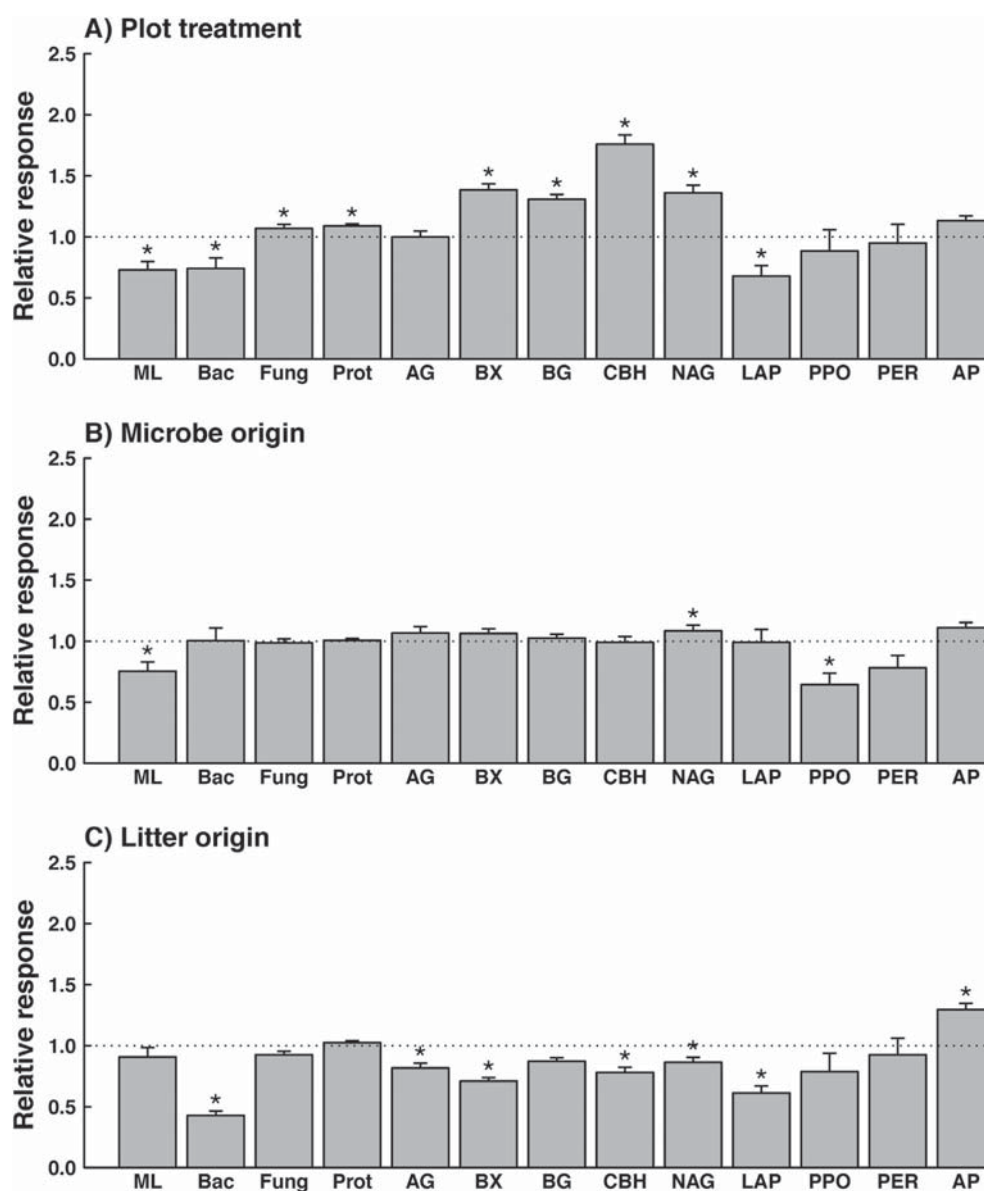 A) Plot treatment
2.5
2.0
1.5
1.0
0.5
0.0
Relative response
* * * * * * * * *
ML Bac Fung Prot AG BX BG CBH NAG LAP PPO PER AP
B) Microbe origin
2.5
2.0
1.5
1.0
0.5
0.0
Relative response
* * *
ML Bac Fung Prot AG BX BG CBH NAG LAP PPO PER AP
C) Litter origin
2.5
2.0
1.5
1.0
0.5
0.0
Relative response
* * * * * * *
ML Bac Fung Prot AG BX BG CBH NAG LAP PPO PER AP